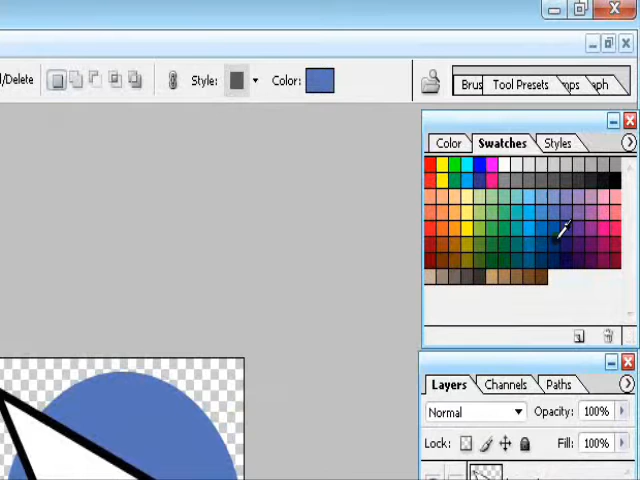 /Delete Style: Color: Brus Tool Presets mps aph
Color Swatches Styles
Layers Channels Paths
Normal Opacity: 100%
Lock: Fill: 100%